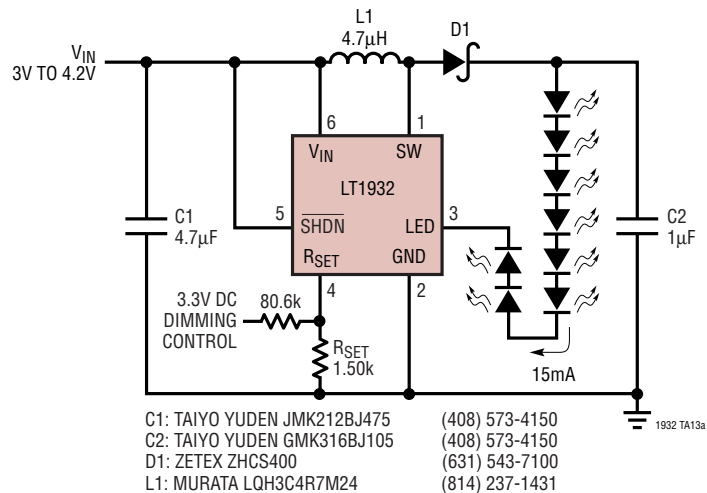 L1
4.7µH
D1
VIN
3V TO 4.2V
6
1
VIN
SW
LT1932
C1
4.7µF
5
SHDN
LED
3
C2
1µF
RSET
GND
4
2
3.3V DC
DIMMING
CONTROL
80.6k
RSET
1.50k
15mA
C1: TAIYO YUDEN JMK212BJ475 (408) 573-4150
C2: TAIYO YUDEN GMK316BJ105 (408) 573-4150
D1: ZETEX ZHCS400 (631) 543-7100
L1: MURATA LQH3C4R7M24 (814) 237-1431
1932 TA13a